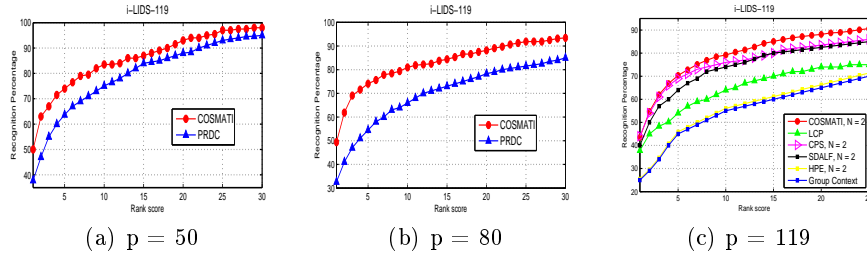 i-LIDS-119
Recognition Percentage
100
90
80
70
60
50
40
5
10
15
20
25
30
Rank score
COSMATI
PRDC
(a) p = 50
i-LIDS-119
Recognition Percentage
100
90
80
70
60
50
40
30
5
10
15
20
25
30
Rank score
COSMATI
PRDC
(b) p = 80
i-LIDS-119
Recognition Percentage
90
80
70
60
50
40
30
20
5
10
15
20
Rank score
COSMATI, N = 2
LCP
CPS, N = 2
SDALF, N = 2
HPE, N = 2
Group Context
(c) p = 119